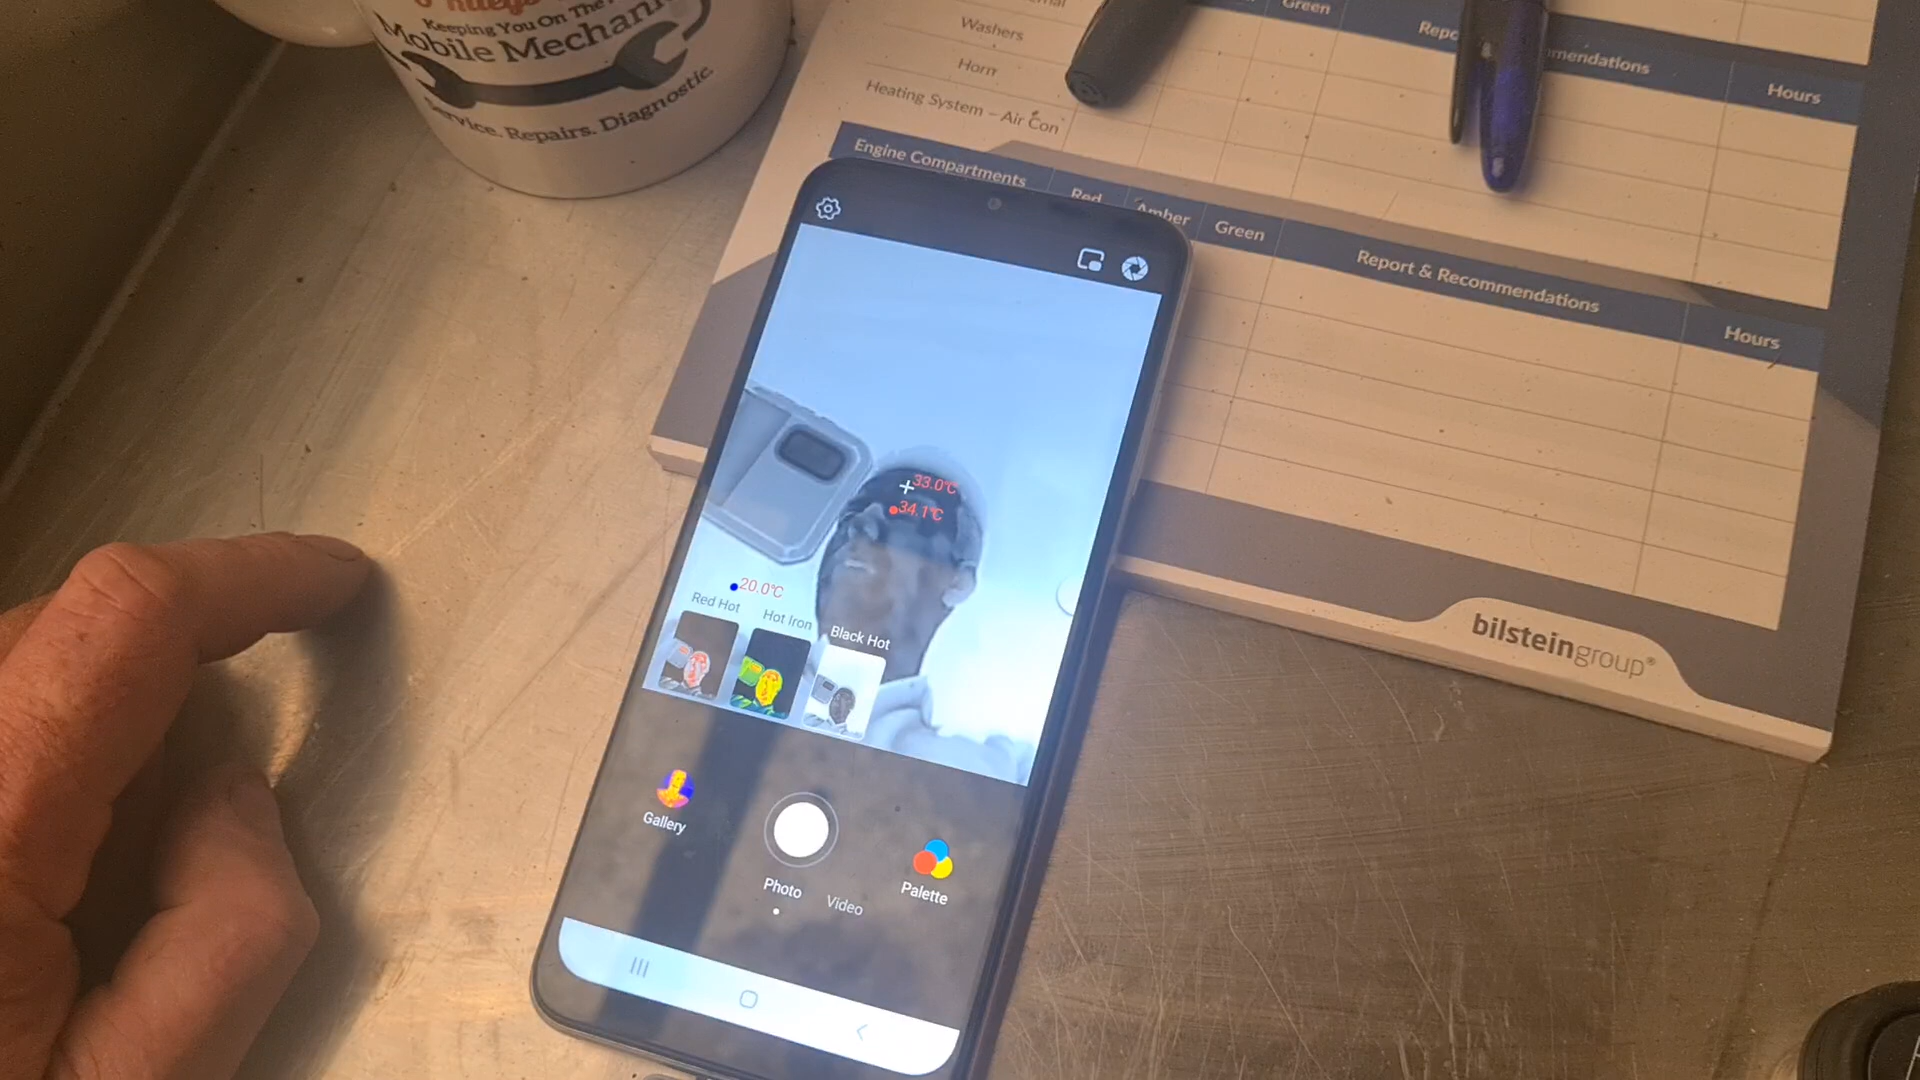 Keeping You On The
Mobile Mechani
Service. Repairs. Diagnostic.
Green
Washers
Horn
Heating System – Air Con
Hours
Engine Compartments
Red
Amber
Green
Report & Recommendations
Hours
33.0°C
34.1°C
20.0°C
Red Hot
Hot Iron
Black Hot
Gallery
Photo
Video
Palette
bilsteingroup®